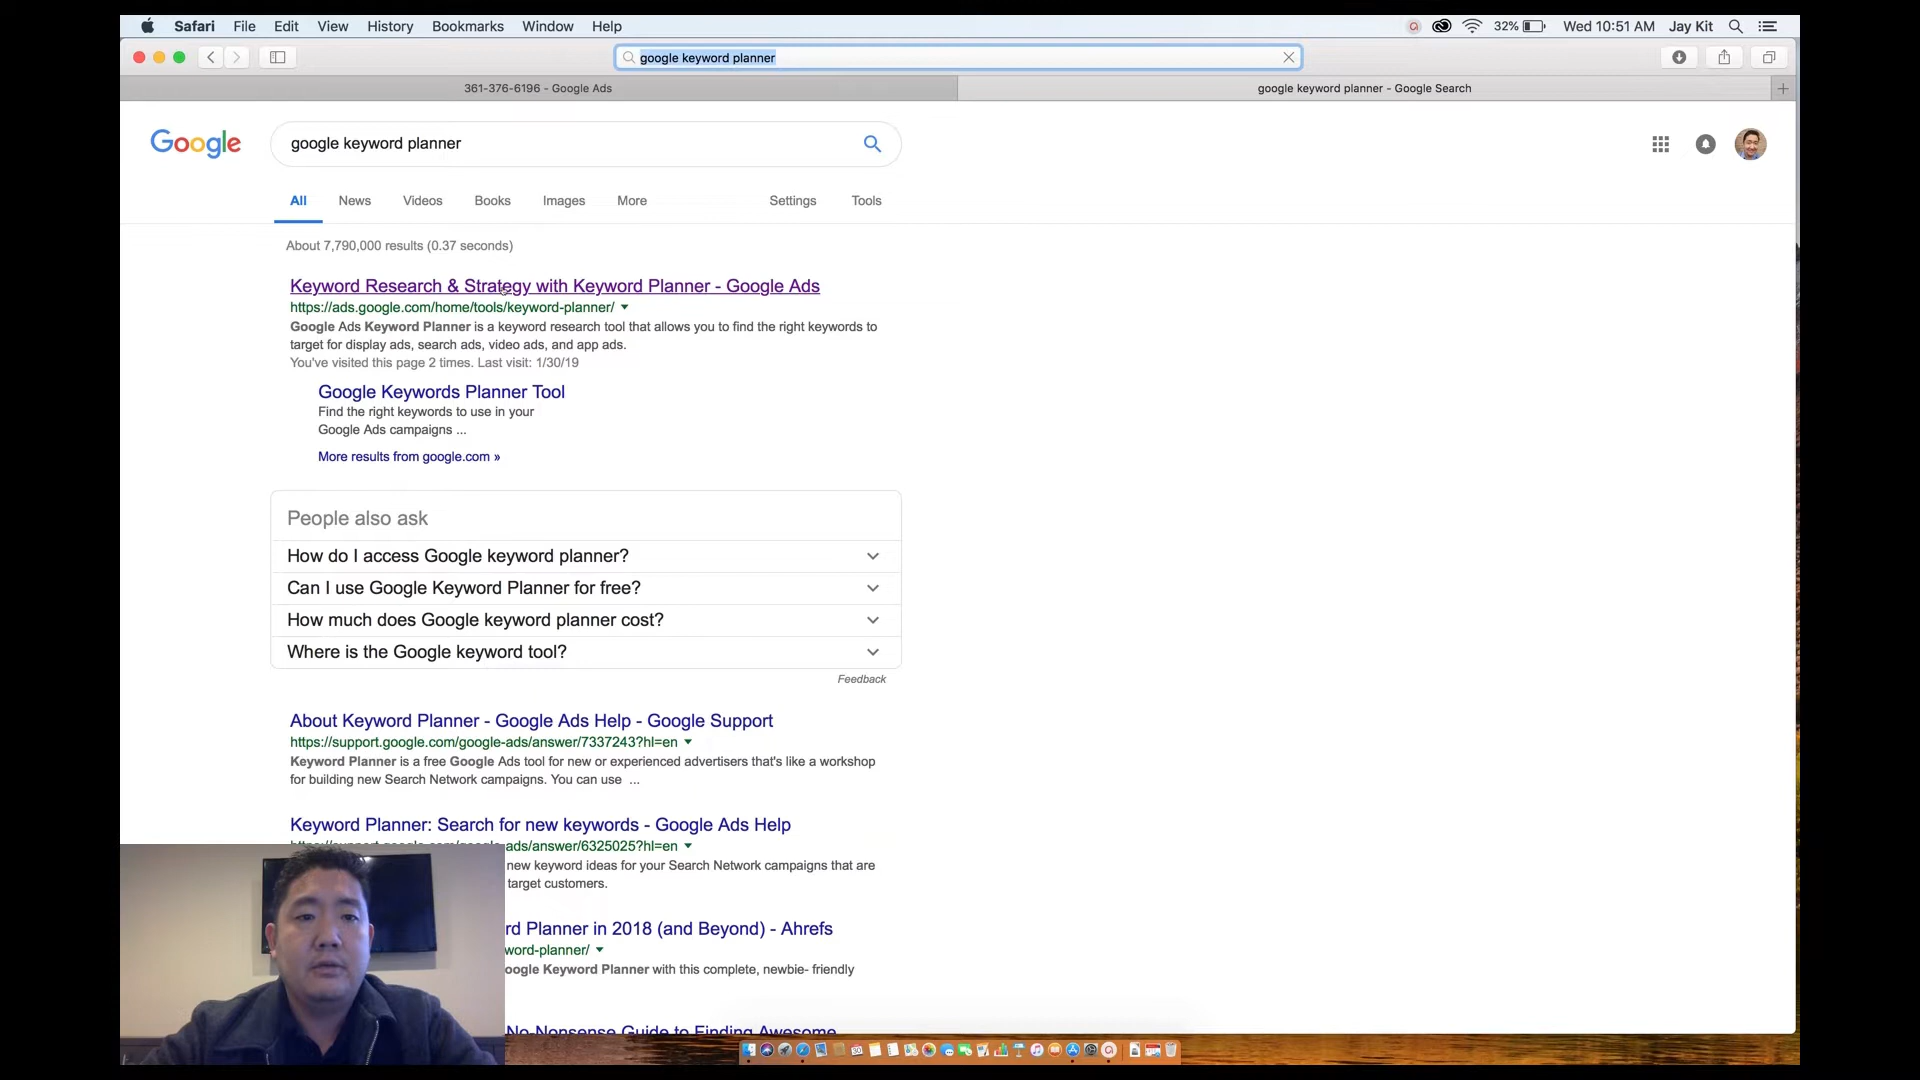 Safari File Edit View History Bookmarks Window Help 32% Wed 10:51 AM Jay Kit
google keyword planner
361-376-6196 - Google Ads
google keyword planner - Google Search
Google
google keyword planner
All News Videos Books Images More Settings Tools
About 7,790,000 results (0.37 seconds)
Keyword Research & Strategy with Keyword Planner - Google Ads
https://ads.google.com/home/tools/keyword-planner/
Google Ads Keyword Planner is a keyword research tool that allows you to find the right keywords to
target for display ads, search ads, video ads, and app ads.
You've visited this page 2 times. Last visit: 1/30/19
Google Keywords Planner Tool
Find the right keywords to use in your
Google Ads campaigns ...
More results from google.com »
People also ask
How do I access Google keyword planner?
Can I use Google Keyword Planner for free?
How much does Google keyword planner cost?
Where is the Google keyword tool?
Feedback
About Keyword Planner - Google Ads Help - Google Support
https://support.google.com/google-ads/answer/7337243?hl=en
Keyword Planner is a free Google Ads tool for new or experienced advertisers that's like a workshop
for building new Search Network campaigns. You can use ...
Keyword Planner: Search for new keywords - Google Ads Help
https://support.google.com/google-ads/answer/6325025?hl=en
new keyword ideas for your Search Network campaigns that are
target customers.
rd Planner in 2018 (and Beyond) - Ahrefs
word-planner/
oogle Keyword Planner with this complete, newbie- friendly
No-Nonsense Guide to Finding Awesome